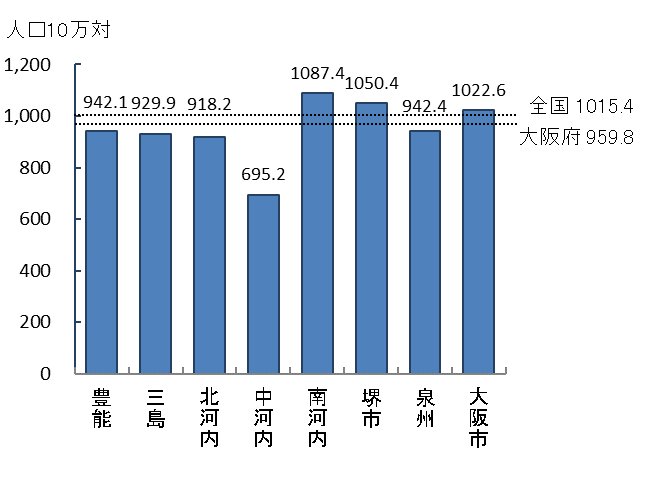 人口10万対
1,200
1,000
800
600
400
200
0
942.1
929.9
918.2
695.2
1087.4
1050.4
942.4
1022.6
全国 1015.4
大阪府 959.8
豊能
三島
北河内
中河内
南河内
堺市
泉州
大阪市